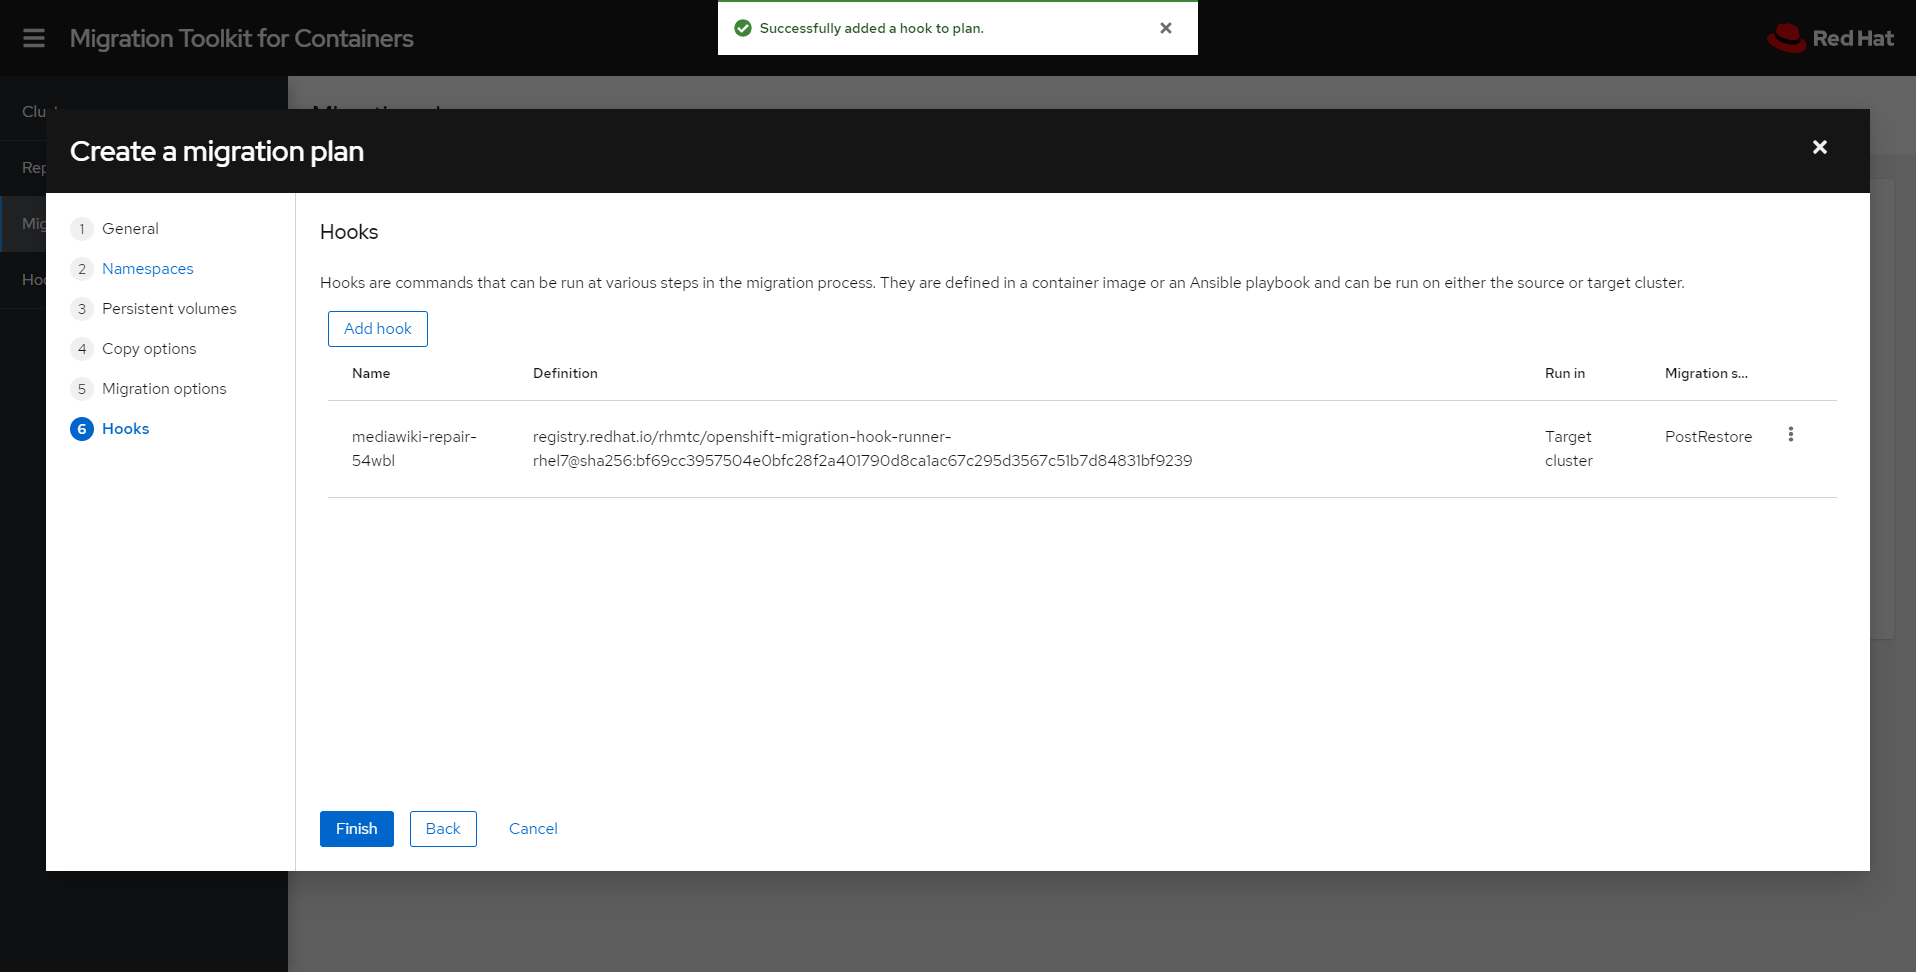 Successfully added a hook to plan.
Migration Toolkit for Containers
Red Hat
Create a migration plan
1 General
2 Namespaces
3 Persistent volumes
4 Copy options
5 Migration options
6 Hooks
Hooks
Hooks are commands that can be run at various steps in the migration process. They are defined in a container image or an Ansible playbook and can be run on either the source or target cluster.
Add hook
Name Definition Run in Migration s...
mediawiki-repair-
54wbl
registry.redhat.io/rhmtc/openshift-migration-hook-runner-
rhel7@sha256:bf69cc3957504e0bfc28f2a401790d8ca1ac67c295d3567c51b7d84831bf9239
Target
cluster
PostRestore
Finish Back Cancel